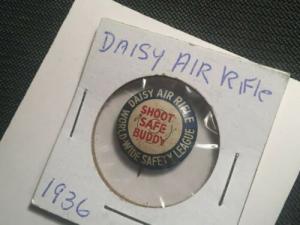 DAISY AIR RiFle
DAISY AIR RIFLE
SHOOT
SAFE
BUDDY
WORLD-WIDE SAFETY LEAGUE
1936